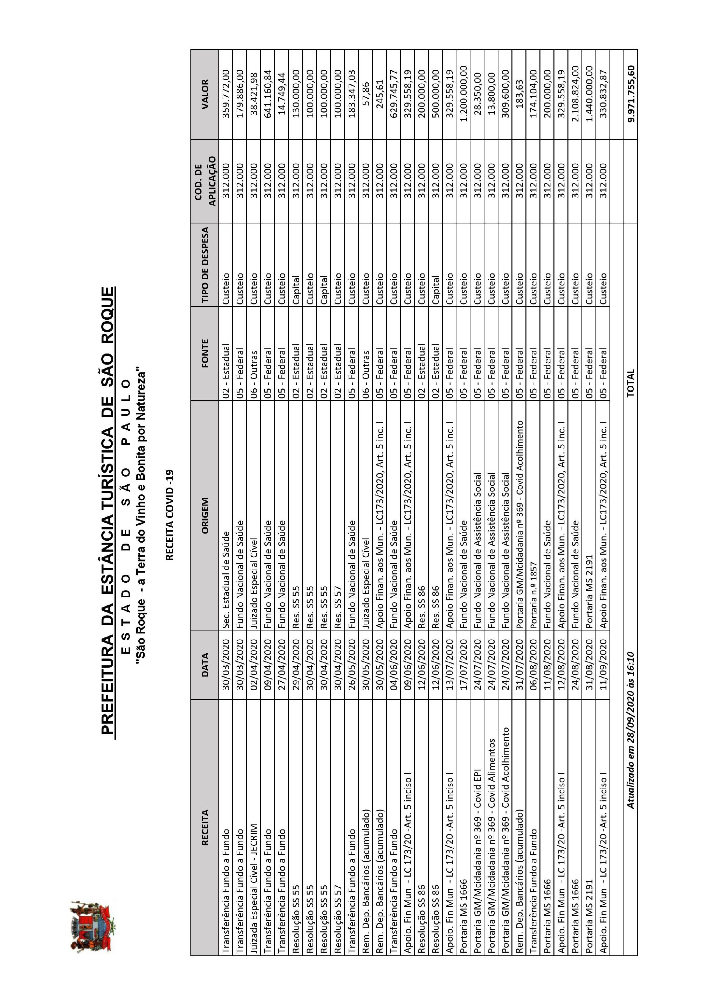 PREFEITURA DA ESTÂNCIA TURÍSTICA DE SÃO ROQUE
ESTADO DE SÃO PAULO
"São Roque - a Terra do Vinho e Bonita por Natureza"
RECEITA COVID -19
RECEITA DATA ORIGEM FONTE TIPO DE DESPESA COD. DE APLICAÇÃO VALOR
Transferência Fundo a Fundo 30/03/2020 Sec. Estadual de Saúde 02 - Estadual Custeio 312.000 359.772,00
Transferência Fundo a Fundo 30/03/2020 Fundo Nacional de Saúde 05 - Federal Custeio 312.000 179.886,00
Juizada Especial Cível - JECRIM 02/04/2020 Juizado Especial Cível 06 - Outras Custeio 312.000 38.421,98
Transferência Fundo a Fundo 09/04/2020 Fundo Nacional de Saúde 05 - Federal Custeio 312.000 641.160,84
Transferência Fundo a Fundo 27/04/2020 Fundo Nacional de Saúde 05 - Federal Custeio 312.000 14.749,44
Resolução SS 55 29/04/2020 Res. SS 55 02 - Estadual Capital 312.000 130.000,00
Resolução SS 55 30/04/2020 Res. SS 55 02 - Estadual Custeio 312.000 100.000,00
Resolução SS 55 30/04/2020 Res. SS 55 02 - Estadual Capital 312.000 100.000,00
Resolução SS 57 30/04/2020 Res. SS 57 02 - Estadual Custeio 312.000 100.000,00
Transferência Fundo a Fundo 26/05/2020 Fundo Nacional de Saúde 05 - Federal Custeio 312.000 183.347,03
Rem. Dep. Bancários (acumulado) 30/05/2020 Juizado Especial Cível 06 - Outras Custeio 312.000 57,86
Rem. Dep. Bancários (acumulado) 30/05/2020 Apoio Finan. aos Mun. - LC173/2020, Art. 5 inc. I 05 - Federal Custeio 312.000 245,61
Transferência Fundo a Fundo 04/06/2020 Fundo Nacional de Saúde 05 - Federal Custeio 312.000 629.745,77
Apoio. Fin Mun - LC 173/20 -Art. 5 inciso I 09/06/2020 Apoio Finan. aos Mun. - LC173/2020, Art. 5 inc. I 05 - Federal Custeio 312.000 329.558,19
Resolução SS 86 12/06/2020 Res. SS 86 02 - Estadual Custeio 312.000 200.000,00
Resolução SS 86 12/06/2020 Res. SS 86 02 - Estadual Capital 312.000 500.000,00
Apoio. Fin Mun - LC 173/20 -Art. 5 inciso I 13/07/2020 Apoio Finan. aos Mun. - LC173/2020, Art. 5 inc. I 05 - Federal Custeio 312.000 329.558,19
Portaria MS 1666 17/07/2020 Fundo Nacional de Saúde 05 - Federal Custeio 312.000 1.200.000,00
Portaria GM/Mcidadania nº 369 - Covid EPI 24/07/2020 Fundo Nacional de Assistência Social 05 - Federal Custeio 312.000 28.350,00
Portaria GM/Mcidadania nº 369 - Covid Alimentos 24/07/2020 Fundo Nacional de Assistência Social 05 - Federal Custeio 312.000 13.800,00
Portaria GM/Mcidadania nº 369 - Covid Acolhimento 24/07/2020 Fundo Nacional de Assistência Social 05 - Federal Custeio 312.000 309.600,00
Rem. Dep. Bancários (acumulado) 31/07/2020 Portaria GM/Mcidadania nº 369 - Covid Acolhimento 05 - Federal Custeio 312.000 183,63
Transferência Fundo a Fundo 06/08/2020 Portaria n.º 1857 05 - Federal Custeio 312.000 174.104,00
Portaria MS 1666 11/08/2020 Fundo Nacional de Saúde 05 - Federal Custeio 312.000 200.000,00
Apoio. Fin Mun - LC 173/20 -Art. 5 inciso I 12/08/2020 Apoio Finan. aos Mun. - LC173/2020, Art. 5 inc. I 05 - Federal Custeio 312.000 329.558,19
Portaria MS 1666 24/08/2020 Fundo Nacional de Saúde 05 - Federal Custeio 312.000 2.108.824,00
Portaria MS 2191 31/08/2020 Portaria MS 2191 05 - Federal Custeio 312.000 1.440.000,00
Apoio. Fin Mun - LC 173/20 -Art. 5 inciso I 11/09/2020 Apoio Finan. aos Mun. - LC173/2020, Art. 5 inc. I 05 - Federal Custeio 312.000 330.832,87
Atualizado em 28/09/2020 às 16:10 TOTAL 9.971.755,60